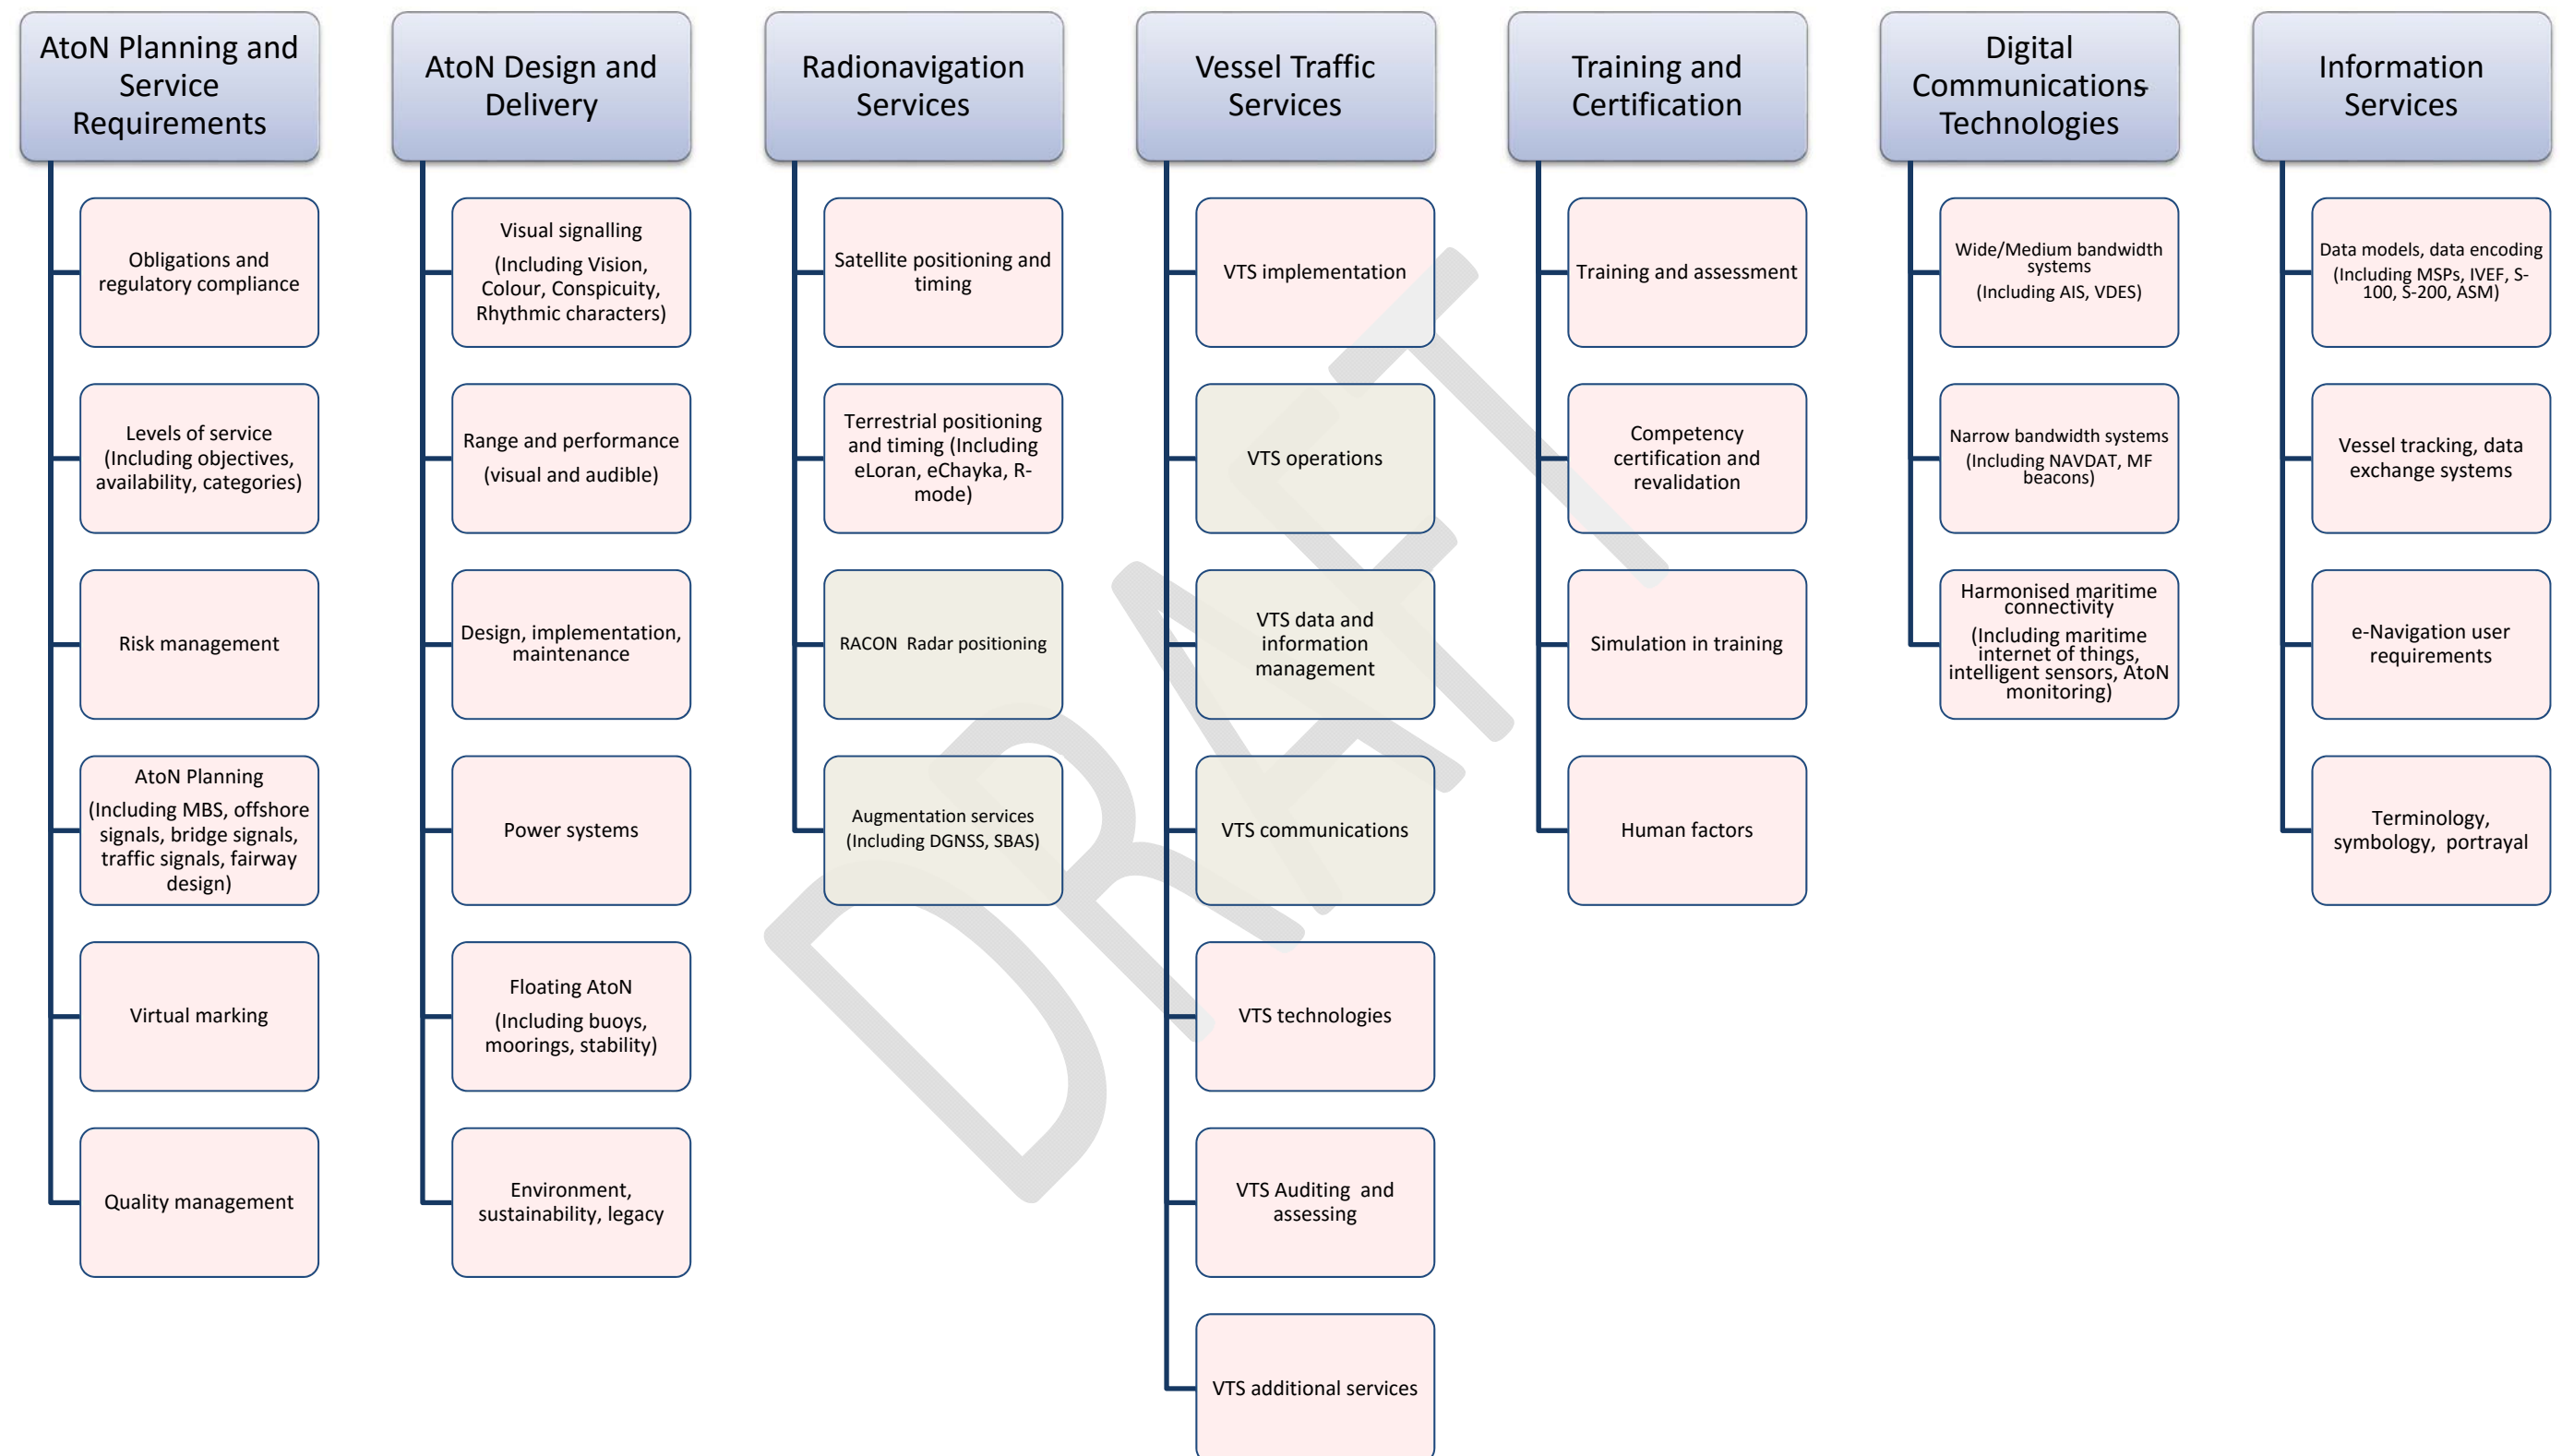 AtoN Planning and
Service
Requirements
Obligations and
regulatory compliance
Levels of service
(Including objectives,
availability, categories)
Risk management
AtoN Planning
(Including MBS, offshore
signals, bridge signals,
traffic signals, fairway
design)
Virtual marking
Quality management
AtoN Design and
Delivery
Visual signalling
(Including Vision,
Colour, Conspicuity,
Rhythmic characters)
Range and performance
(visual and audible)
Design, implementation,
maintenance
Power systems
Floating AtoN
(Including buoys,
moorings, stability)
Environment,
sustainability, legacy
Radionavigation
Services
Satellite positioning and
timing
Terrestrial positioning
and timing (Including
eLoran, eChayka, R-
mode)
RACON  Radar positioning
Augmentation services
(Including DGNSS, SBAS)
Vessel Traffic
Services
VTS implementation
VTS operations
VTS data and
information
management
VTS communications
VTS technologies
VTS Auditing  and
assessing
VTS additional services
Training and
Certification
Training and assessment
Competency
certification and
revalidation
Simulation in training
Human factors
Digital
Communications
Technologies
Wide/Medium bandwidth
systems
(Including AIS, VDES)
Narrow bandwidth systems
(Including NAVDAT, MF
beacons)
Harmonised maritime
connectivity
(Including maritime
internet of things,
intelligent sensors, AtoN
monitoring)
Information
Services
Data models, data encoding
(Including MSPs, IVEF, S-
100, S-200, ASM)
Vessel tracking, data
exchange systems
e-Navigation user
requirements
Terminology,
symbology,  portrayal
DRAFT